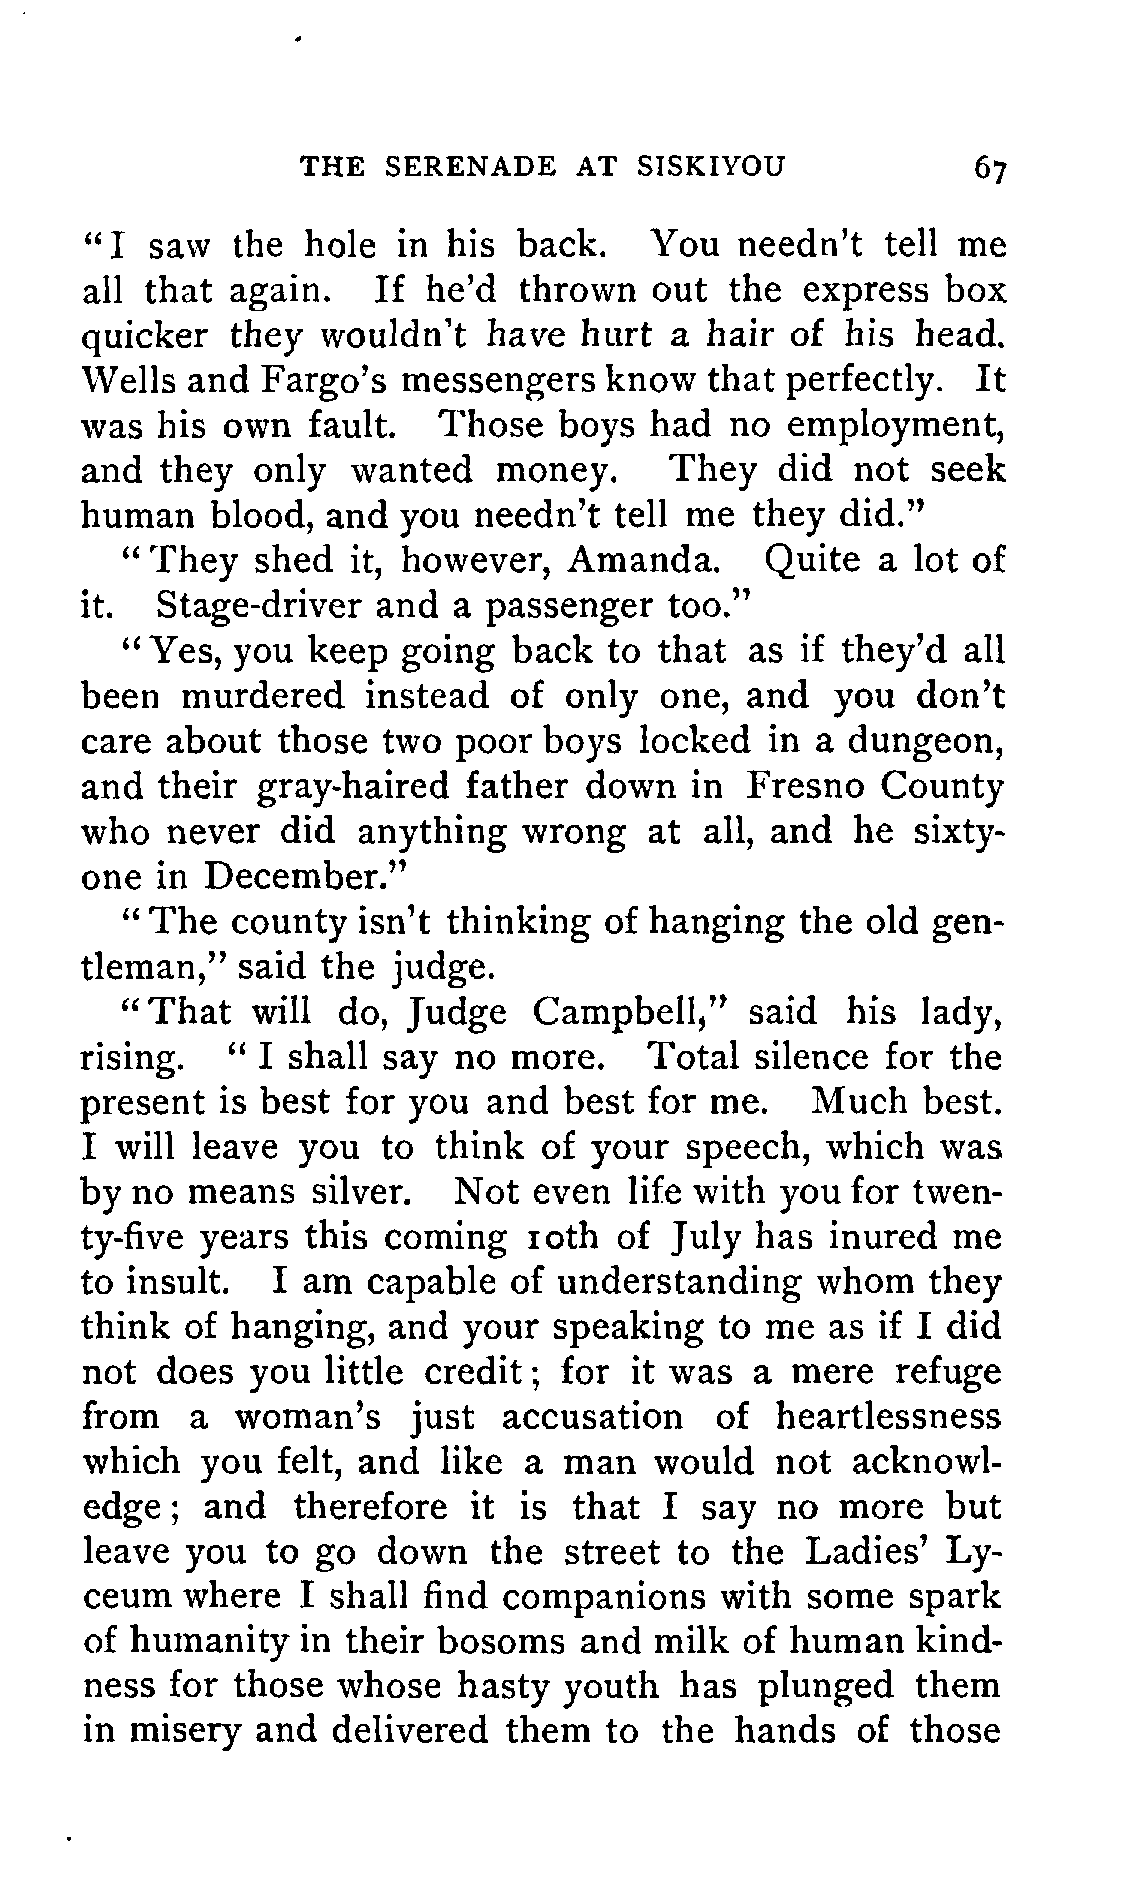 THE SERENADE AT SISKIYOU 67
"I saw the hole in his back. You needn't tell me
all that again. If he'd thrown out the express box
quicker they wouldn't have hurt a hair of his head.
Wells and Fargo's messengers know that perfectly. It
was his own fault. Those boys had no employment,
and they only wanted money. They did not seek
human blood, and you needn't tell me they did."
"They shed it, however, Amanda. Quite a lot of
it. Stage-driver and a passenger too."
"Yes, you keep going back to that as if they'd all
been murdered instead of only one, and you don't
care about those two poor boys locked in a dungeon,
and their gray-haired father down in Fresno County
who never did anything wrong at all, and he sixty-
one in December."
"The county isn't thinking of hanging the old gen-
tleman," said the judge.
"That will do, Judge Campbell," said his lady,
rising. "I shall say no more. Total silence for the
present is best for you and best for me. Much best.
I will leave you to think of your speech, which was
by no means silver. Not even life with you for twen-
ty-five years this coming 10th of July has inured me
to insult. I am capable of understanding whom they
think of hanging, and your speaking to me as if I did
not does you little credit; for it was a mere refuge
from a woman's just accusation of heartlessness
which you felt, and like a man would not acknowl-
edge; and therefore it is that I say no more but
leave you to go down the street to the Ladies' Ly-
ceum where I shall find companions with some spark
of humanity in their bosoms and milk of human kind-
ness for those whose hasty youth has plunged them
in misery and delivered them to the hands of those